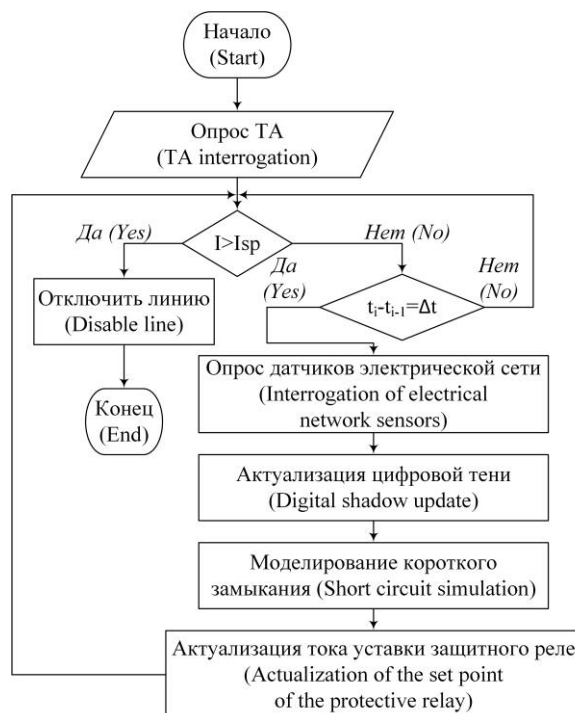 Начало
(Start)
Опрос ТА
(TA interrogation)
Да (Yes)
I>Isp
Нет (No)
Да
(Yes)
Нет
(No)
Отключить линию
(Disable line)
tᵢ-tᵢ₋₁=Δt
Конец
(End)
Опрос датчиков электрической сети
(Interrogation of electrical
network sensors)
Актуализация цифровой тени
(Digital shadow update)
Моделирование короткого
замыкания (Short circuit simulation)
Актуализация тока уставки защитного реле
(Actualization of the set point
of the protective relay)